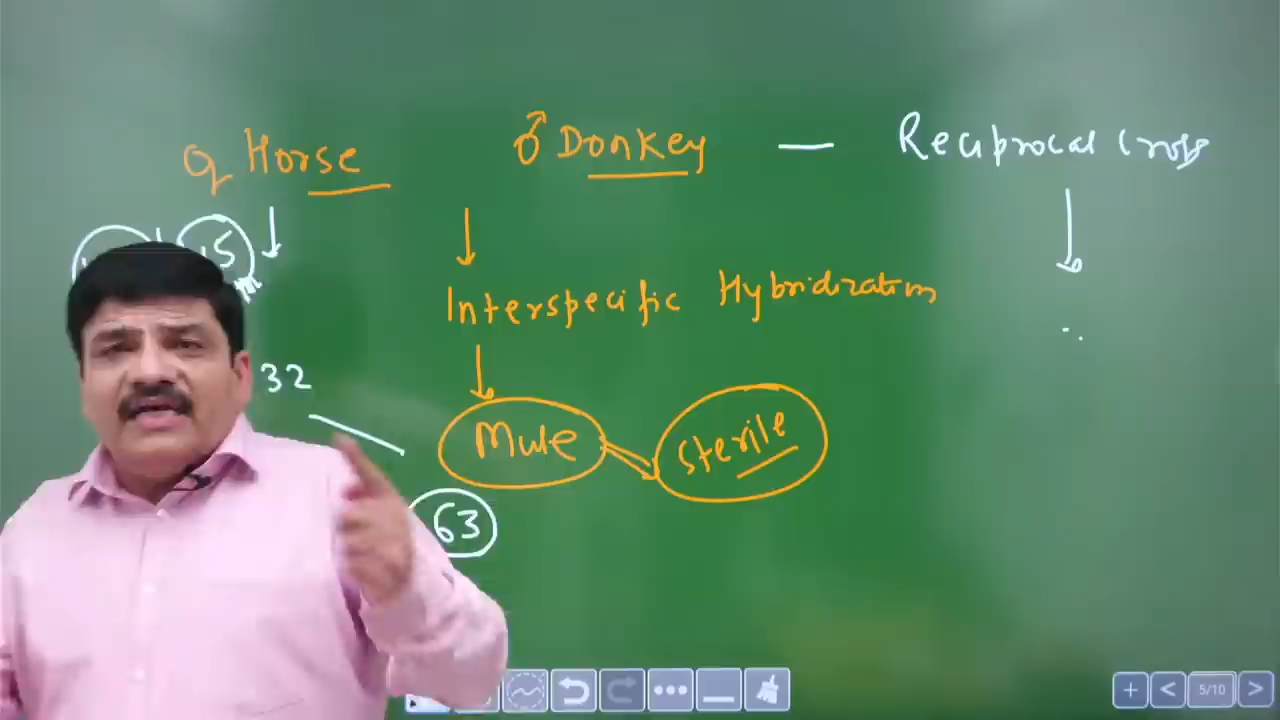 ♀ Horse ♂ Donkey — Reciprocal Cross
Interspecific Hybridization
32
Mule Sterile
63
5/10